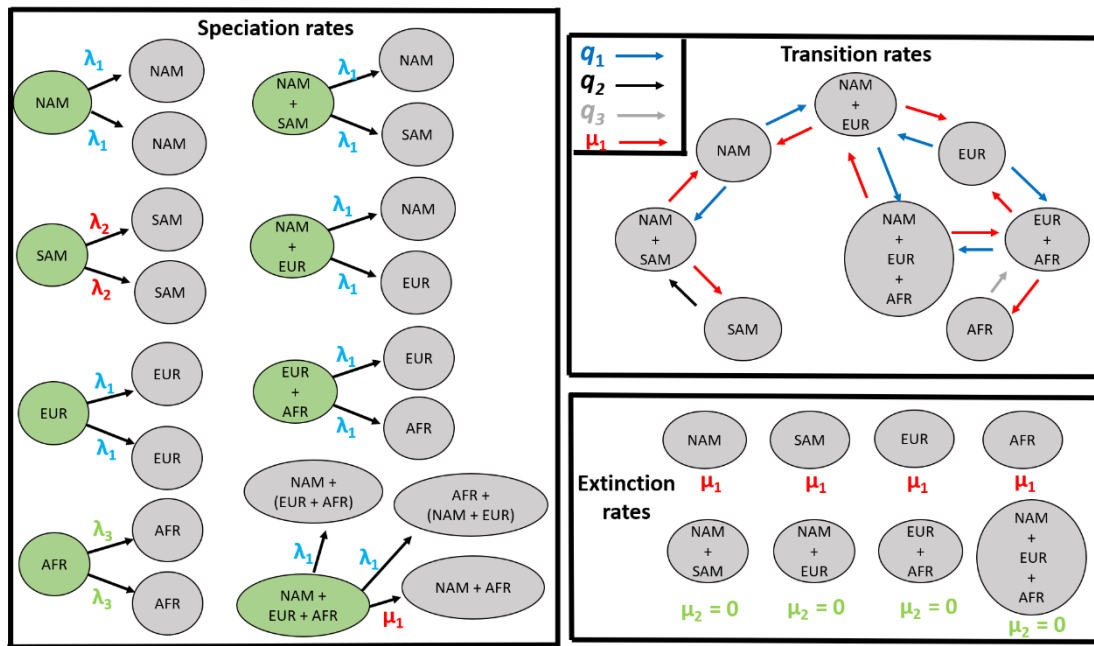 Speciation rates
λ1
NAM
NAM
λ1
NAM
λ2
SAM
SAM
λ2
SAM
λ1
EUR
EUR
λ1
EUR
λ3
AFR
AFR
λ3
AFR
λ1
NAM
NAM
+
SAM
λ1
SAM
λ1
NAM
NAM
+
EUR
λ1
EUR
λ1
EUR
EUR
+
AFR
λ1
AFR
NAM +
(EUR + AFR)
AFR +
(NAM + EUR)
λ1
λ1
NAM +
EUR + AFR
μ1
NAM + AFR
Transition rates
q1
q2
q3
μ1
NAM
+
EUR
NAM
EUR
NAM
+
SAM
NAM
+
EUR
+
AFR
EUR
+
AFR
SAM
AFR
Extinction
rates
NAM
SAM
EUR
AFR
μ1
μ1
μ1
μ1
NAM
+
SAM
NAM
+
EUR
EUR
+
AFR
NAM
+
EUR
+
AFR
μ2 = 0
μ2 = 0
μ2 = 0
μ2 = 0